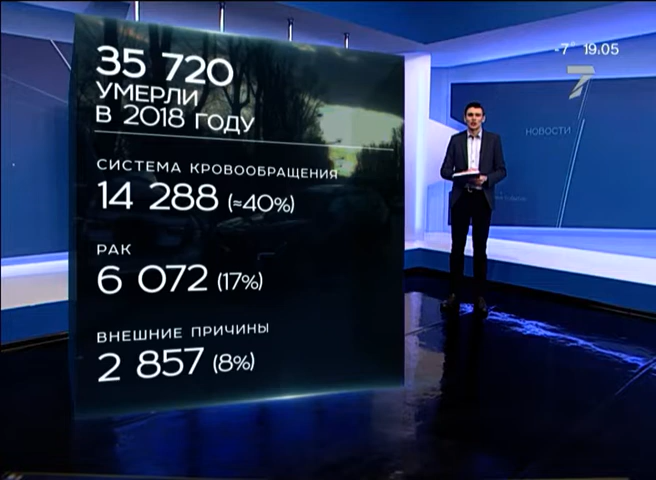 35 720
УМЕРЛИ
В 2018 ГОДУ
СИСТЕМА КРОВООБРАЩЕНИЯ
14 288 (≈40%)
РАК
6 072 (17%)
ВНЕШНИЕ ПРИЧИНЫ
2 857 (8%)
-7° 19.05
7
НОВОСТИ